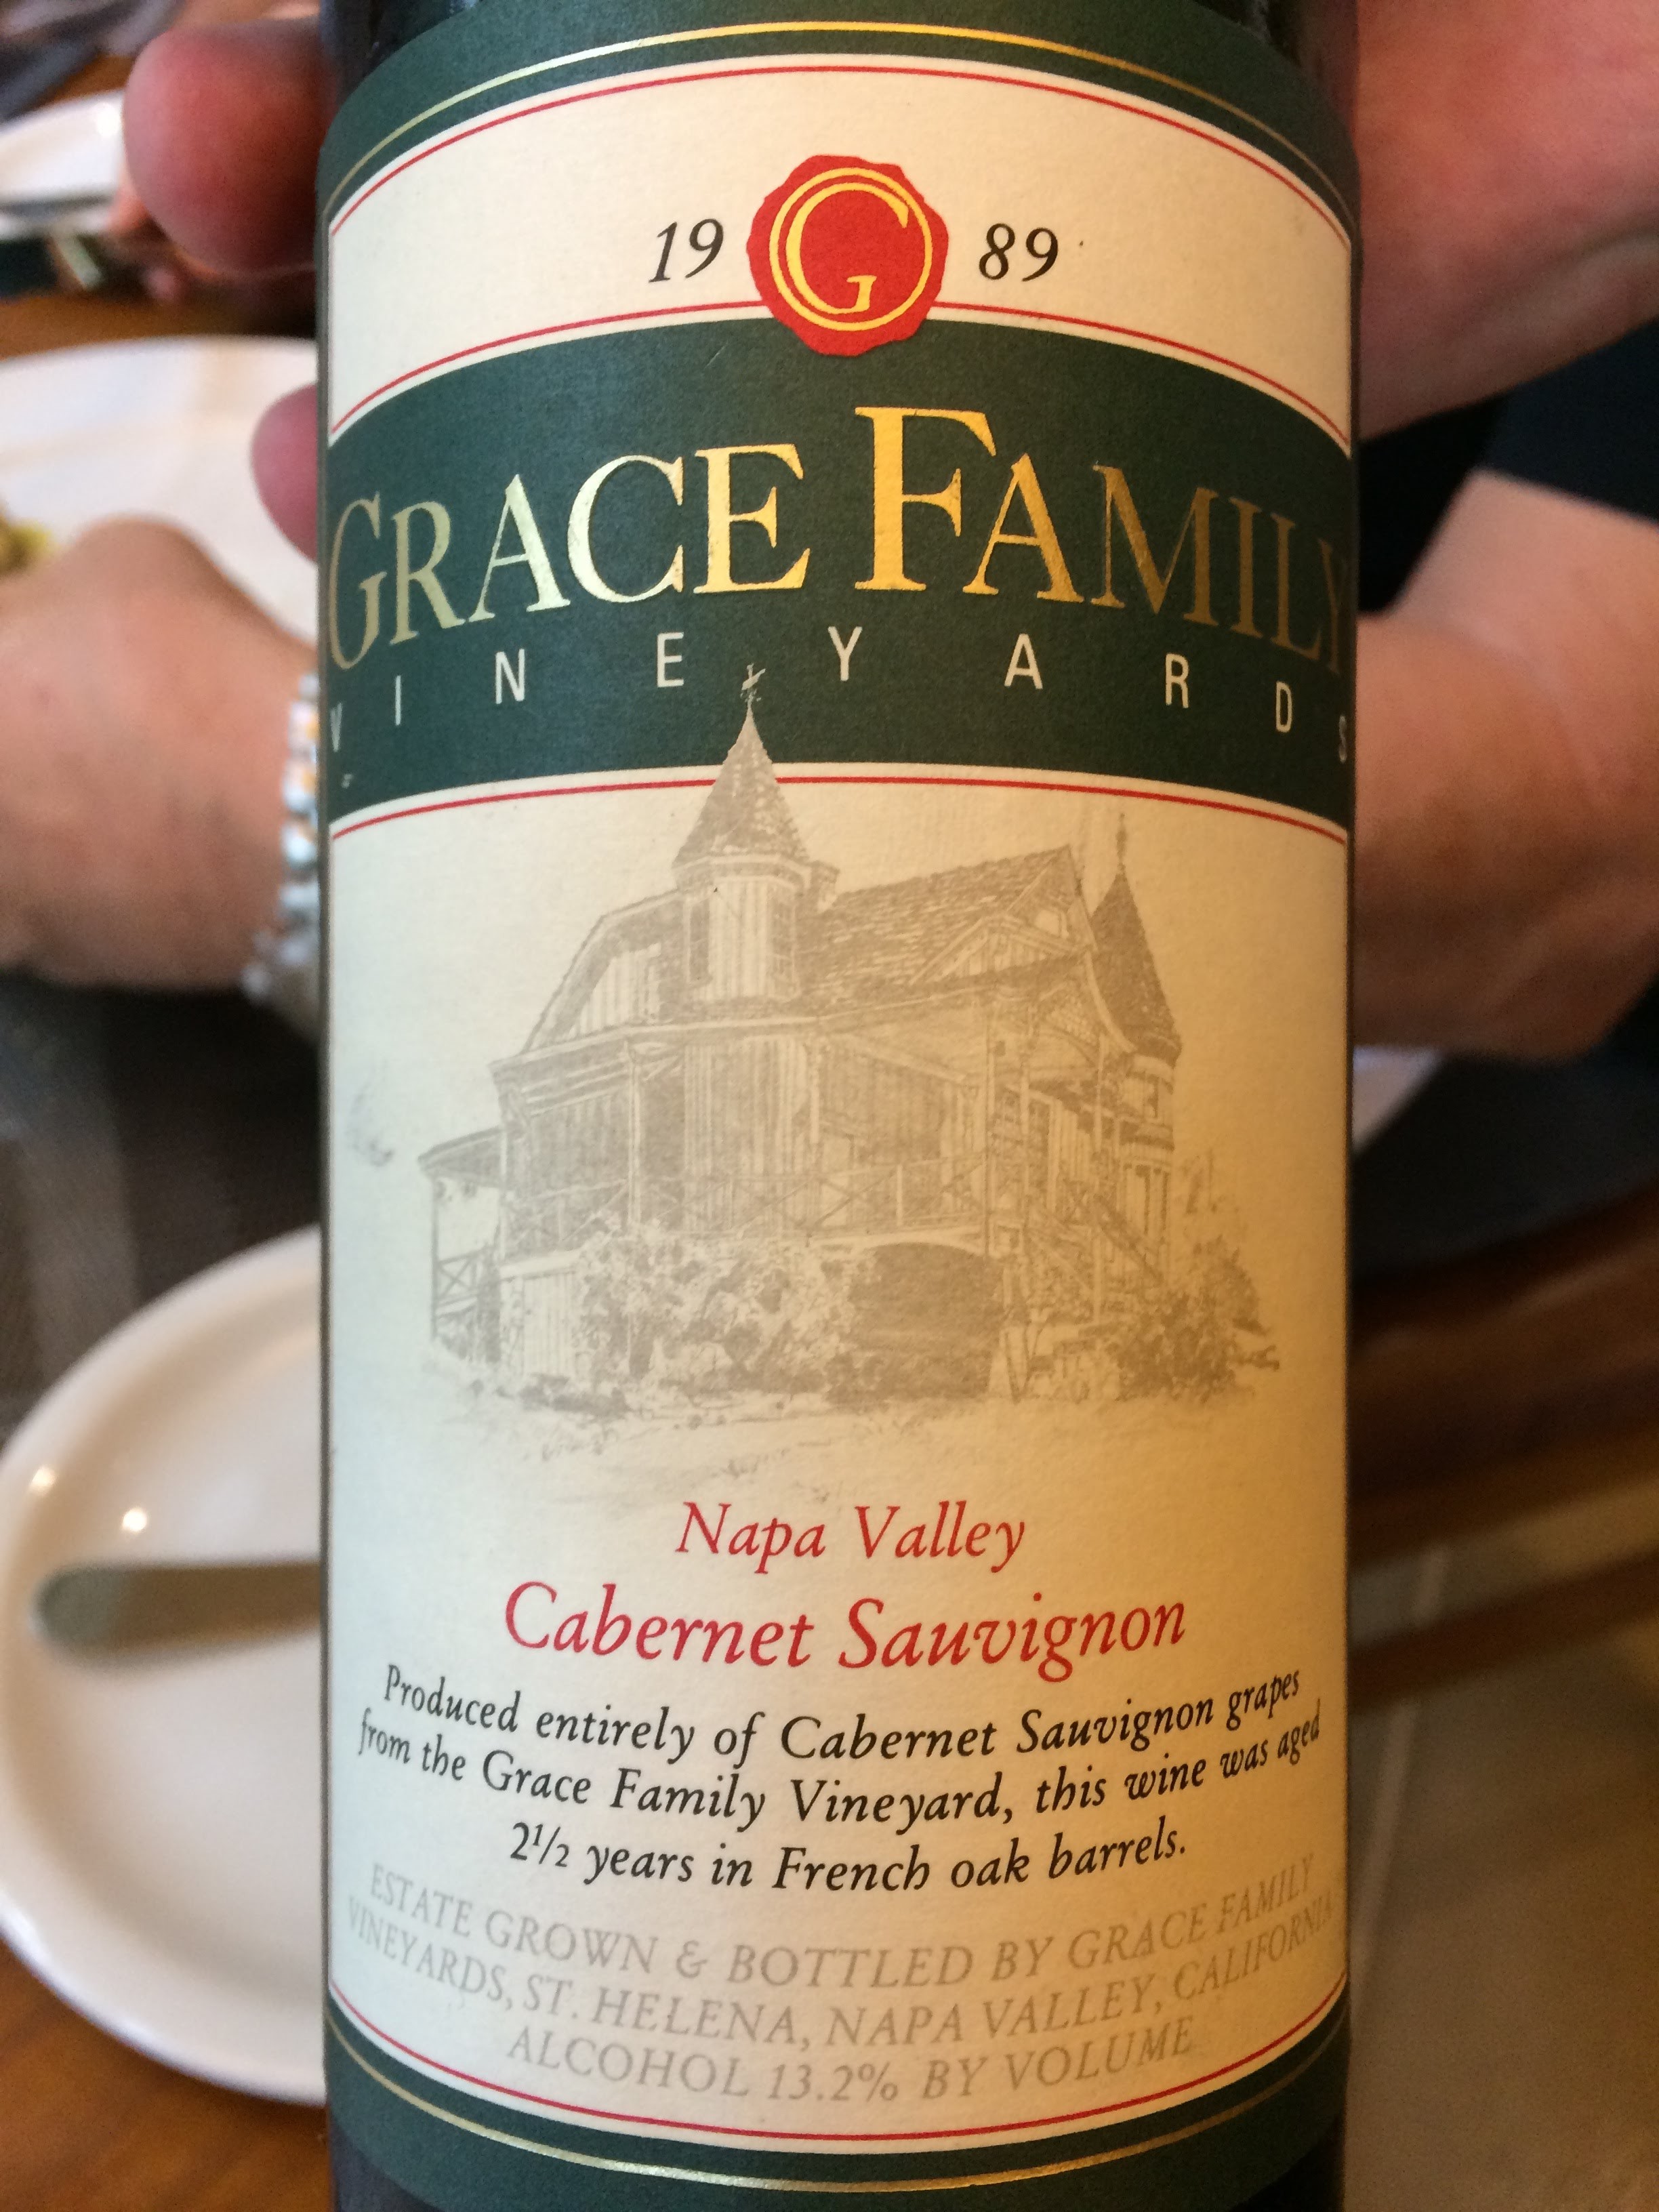 19 G 89
GRACE FAMILY
VINEYARDS
Napa Valley
Cabernet Sauvignon
Produced entirely of Cabernet Sauvignon grapes
from the Grace Family Vineyard, this wine was aged
2½ years in French oak barrels.
ESTATE GROWN & BOTTLED BY GRACE FAMILY
VINEYARDS, ST. HELENA, NAPA VALLEY, CALIFORNIA
ALCOHOL 13.2% BY VOLUME